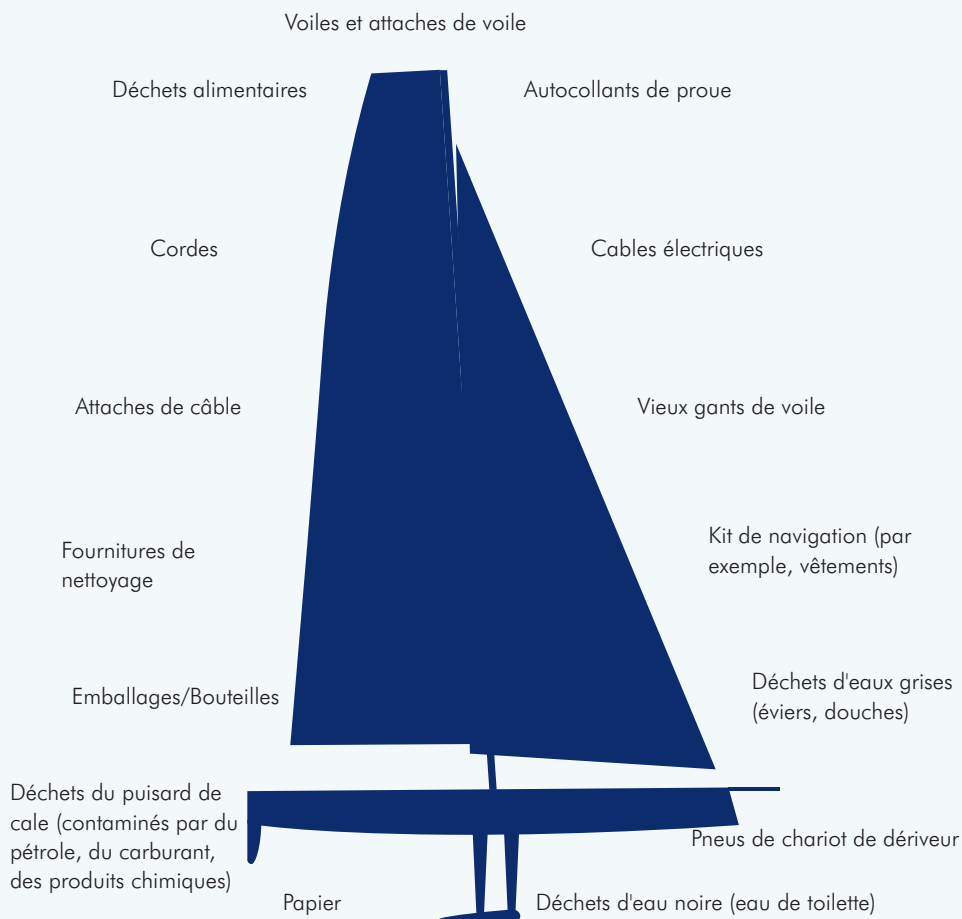 Voiles et attaches de voile
Déchets alimentaires
Autocollants de proue
Cordes
Cables électriques
Attaches de câble
Vieux gants de voile
Fournitures de
nettoyage
Kit de navigation (par
exemple, vêtements)
Emballages/Bouteilles
Déchets d'eaux grises
(éviers, douches)
Déchets du puisard de
cale (contaminés par du
pétrole, du carburant,
des produits chimiques)
Pneus de chariot de dériveur
Papier
Déchets d'eau noire (eau de toilette)